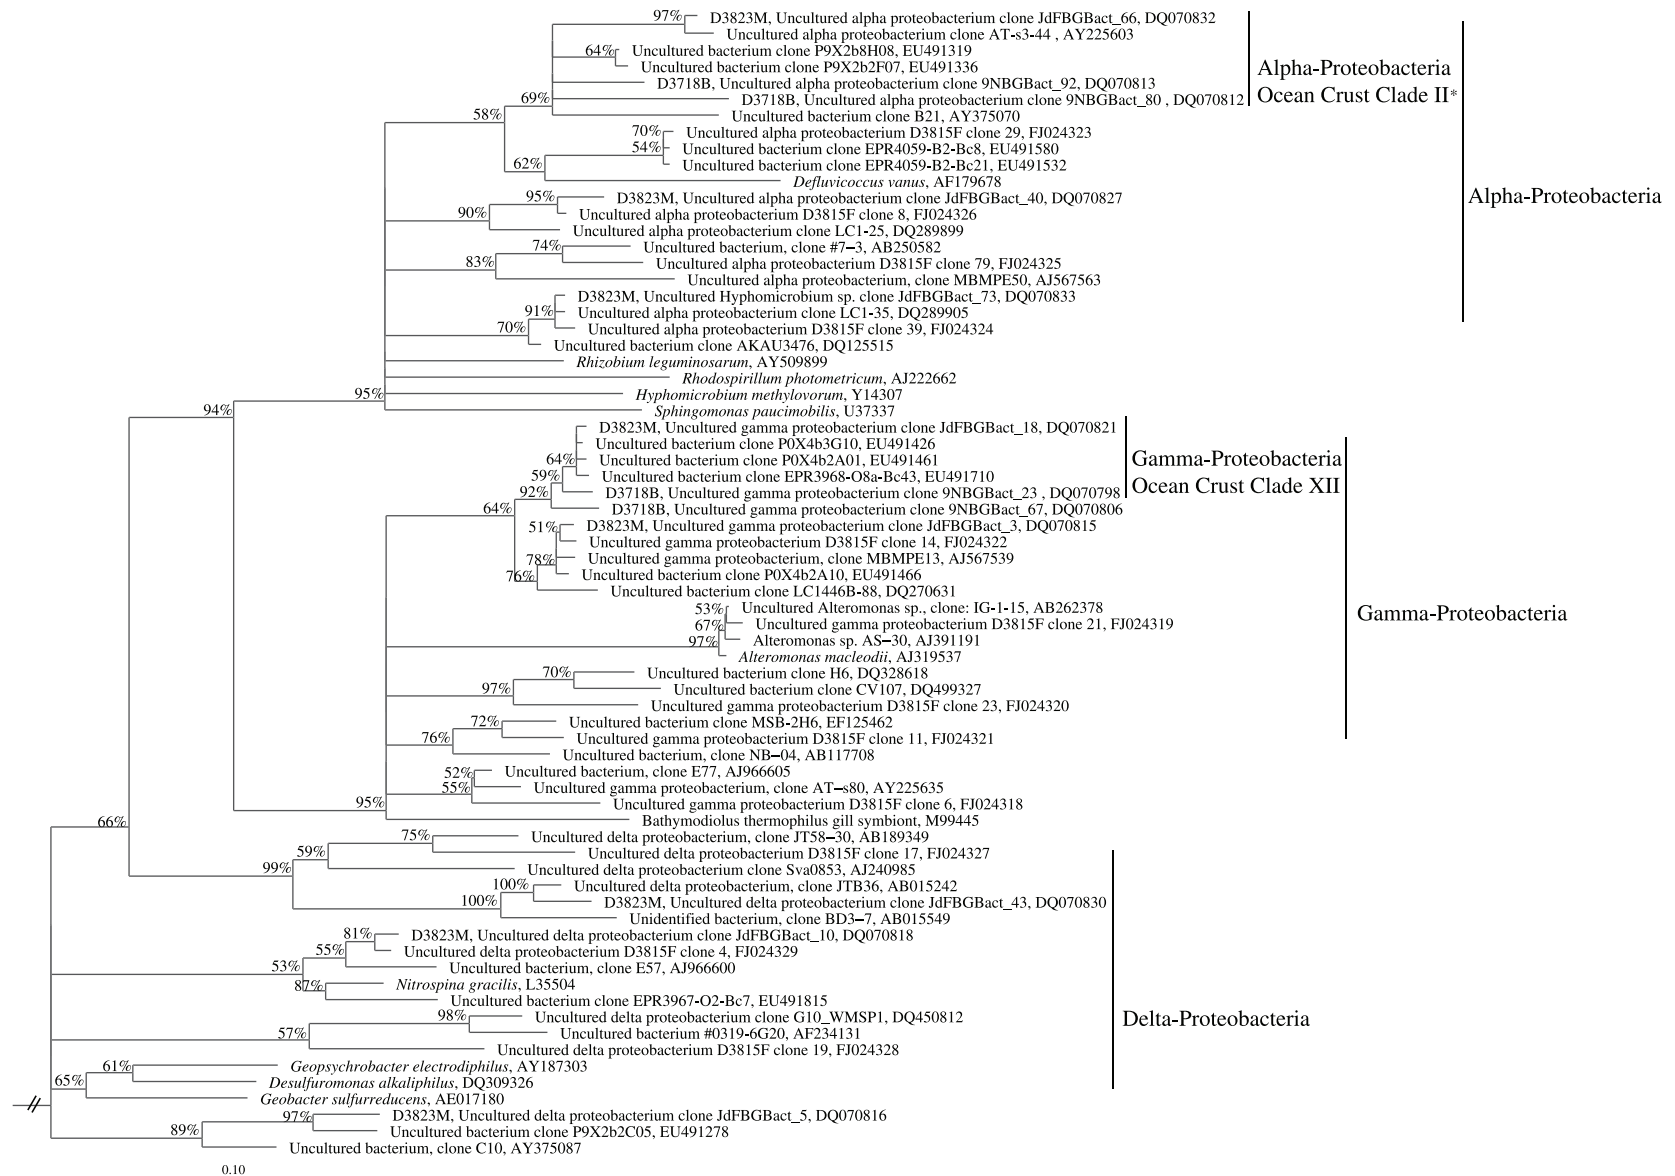 97% D3823M, Uncultured alpha proteobacterium clone JdFBGBact_66, DQ070832
Uncultured alpha proteobacterium clone AT-s3-44 , AY225603
64% Uncultured bacterium clone P9X2b8H08, EU491319
Uncultured bacterium clone P9X2b2F07, EU491336
Alpha-Proteobacteria
Ocean Crust Clade II*
D3718B, Uncultured alpha proteobacterium clone 9NBGBact_92, DQ070813
69% D3718B, Uncultured alpha proteobacterium clone 9NBGBact_80 , DQ070812
58% Uncultured bacterium clone B21, AY375070
70% Uncultured alpha proteobacterium D3815F clone 29, FJ024323
54% Uncultured bacterium clone EPR4059-B2-Bc8, EU491580
62% Uncultured bacterium clone EPR4059-B2-Bc21, EU491532
Defluvicoccus vanus, AF179678
Alpha-Proteobacteria
95% D3823M, Uncultured alpha proteobacterium clone JdFBGBact_40, DQ070827
90% Uncultured alpha proteobacterium D3815F clone 8, FJ024326
Uncultured alpha proteobacterium clone LC1-25, DQ289899
74% Uncultured bacterium, clone #7−3, AB250582
83% Uncultured alpha proteobacterium D3815F clone 79, FJ024325
Uncultured alpha proteobacterium, clone MBMPE50, AJ567563
D3823M, Uncultured Hyphomicrobium sp. clone JdFBGBact_73, DQ070833
91% Uncultured alpha proteobacterium clone LC1-35, DQ289905
70% Uncultured alpha proteobacterium D3815F clone 39, FJ024324
Uncultured bacterium clone AKAU3476, DQ125515
Rhizobium leguminosarum, AY509899
Rhodospirillum photometricum, AJ222662
95% Hyphomicrobium methylovorum, Y14307
94% Sphingomonas paucimobilis, U37337
D3823M, Uncultured gamma proteobacterium clone JdFBGBact_18, DQ070821
Uncultured bacterium clone P0X4b3G10, EU491426
64% Uncultured bacterium clone P0X4b2A01, EU491461
59% Uncultured bacterium clone EPR3968-O8a-Bc43, EU491710
Gamma-Proteobacteria
Ocean Crust Clade XII
92% D3718B, Uncultured gamma proteobacterium clone 9NBGBact_23 , DQ070798
64% D3718B, Uncultured gamma proteobacterium clone 9NBGBact_67, DQ070806
51% D3823M, Uncultured gamma proteobacterium clone JdFBGBact_3, DQ070815
Uncultured gamma proteobacterium D3815F clone 14, FJ024322
78% Uncultured gamma proteobacterium, clone MBMPE13, AJ567539
76% Uncultured bacterium clone P0X4b2A10, EU491466
Uncultured bacterium clone LC1446B-88, DQ270631
53% Uncultured Alteromonas sp., clone: IG-1-15, AB262378
Gamma-Proteobacteria
67% Uncultured gamma proteobacterium D3815F clone 21, FJ024319
97% Alteromonas sp. AS−30, AJ391191
Alteromonas macleodii, AJ319537
70% Uncultured bacterium clone H6, DQ328618
97% Uncultured bacterium clone CV107, DQ499327
Uncultured gamma proteobacterium D3815F clone 23, FJ024320
72% Uncultured bacterium clone MSB-2H6, EF125462
76% Uncultured gamma proteobacterium D3815F clone 11, FJ024321
Uncultured bacterium, clone NB−04, AB117708
52% Uncultured bacterium, clone E77, AJ966605
55% Uncultured gamma proteobacterium, clone AT−s80, AY225635
95% Uncultured gamma proteobacterium D3815F clone 6, FJ024318
Bathymodiolus thermophilus gill symbiont, M99445
66%
75% Uncultured delta proteobacterium, clone JT58−30, AB189349
59% Uncultured delta proteobacterium D3815F clone 17, FJ024327
99% Uncultured delta proteobacterium clone Sva0853, AJ240985
100% Uncultured delta proteobacterium, clone JTB36, AB015242
100% D3823M, Uncultured delta proteobacterium clone JdFBGBact_43, DQ070830
Unidentified bacterium, clone BD3−7, AB015549
81% D3823M, Uncultured delta proteobacterium clone JdFBGBact_10, DQ070818
55% Uncultured delta proteobacterium D3815F clone 4, FJ024329
53% Uncultured bacterium, clone E57, AJ966600
87% Nitrospina gracilis, L35504
Uncultured bacterium clone EPR3967-O2-Bc7, EU491815
98% Uncultured delta proteobacterium clone G10_WMSP1, DQ450812
Delta-Proteobacteria
57% Uncultured bacterium #0319-6G20, AF234131
Uncultured delta proteobacterium D3815F clone 19, FJ024328
61% Geopsychrobacter electrodiphilus, AY187303
65% Desulfuromonas alkaliphilus, DQ309326
Geobacter sulfurreducens, AE017180
97% D3823M, Uncultured delta proteobacterium clone JdFBGBact_5, DQ070816
89% Uncultured bacterium clone P9X2b2C05, EU491278
Uncultured bacterium, clone C10, AY375087
0.10